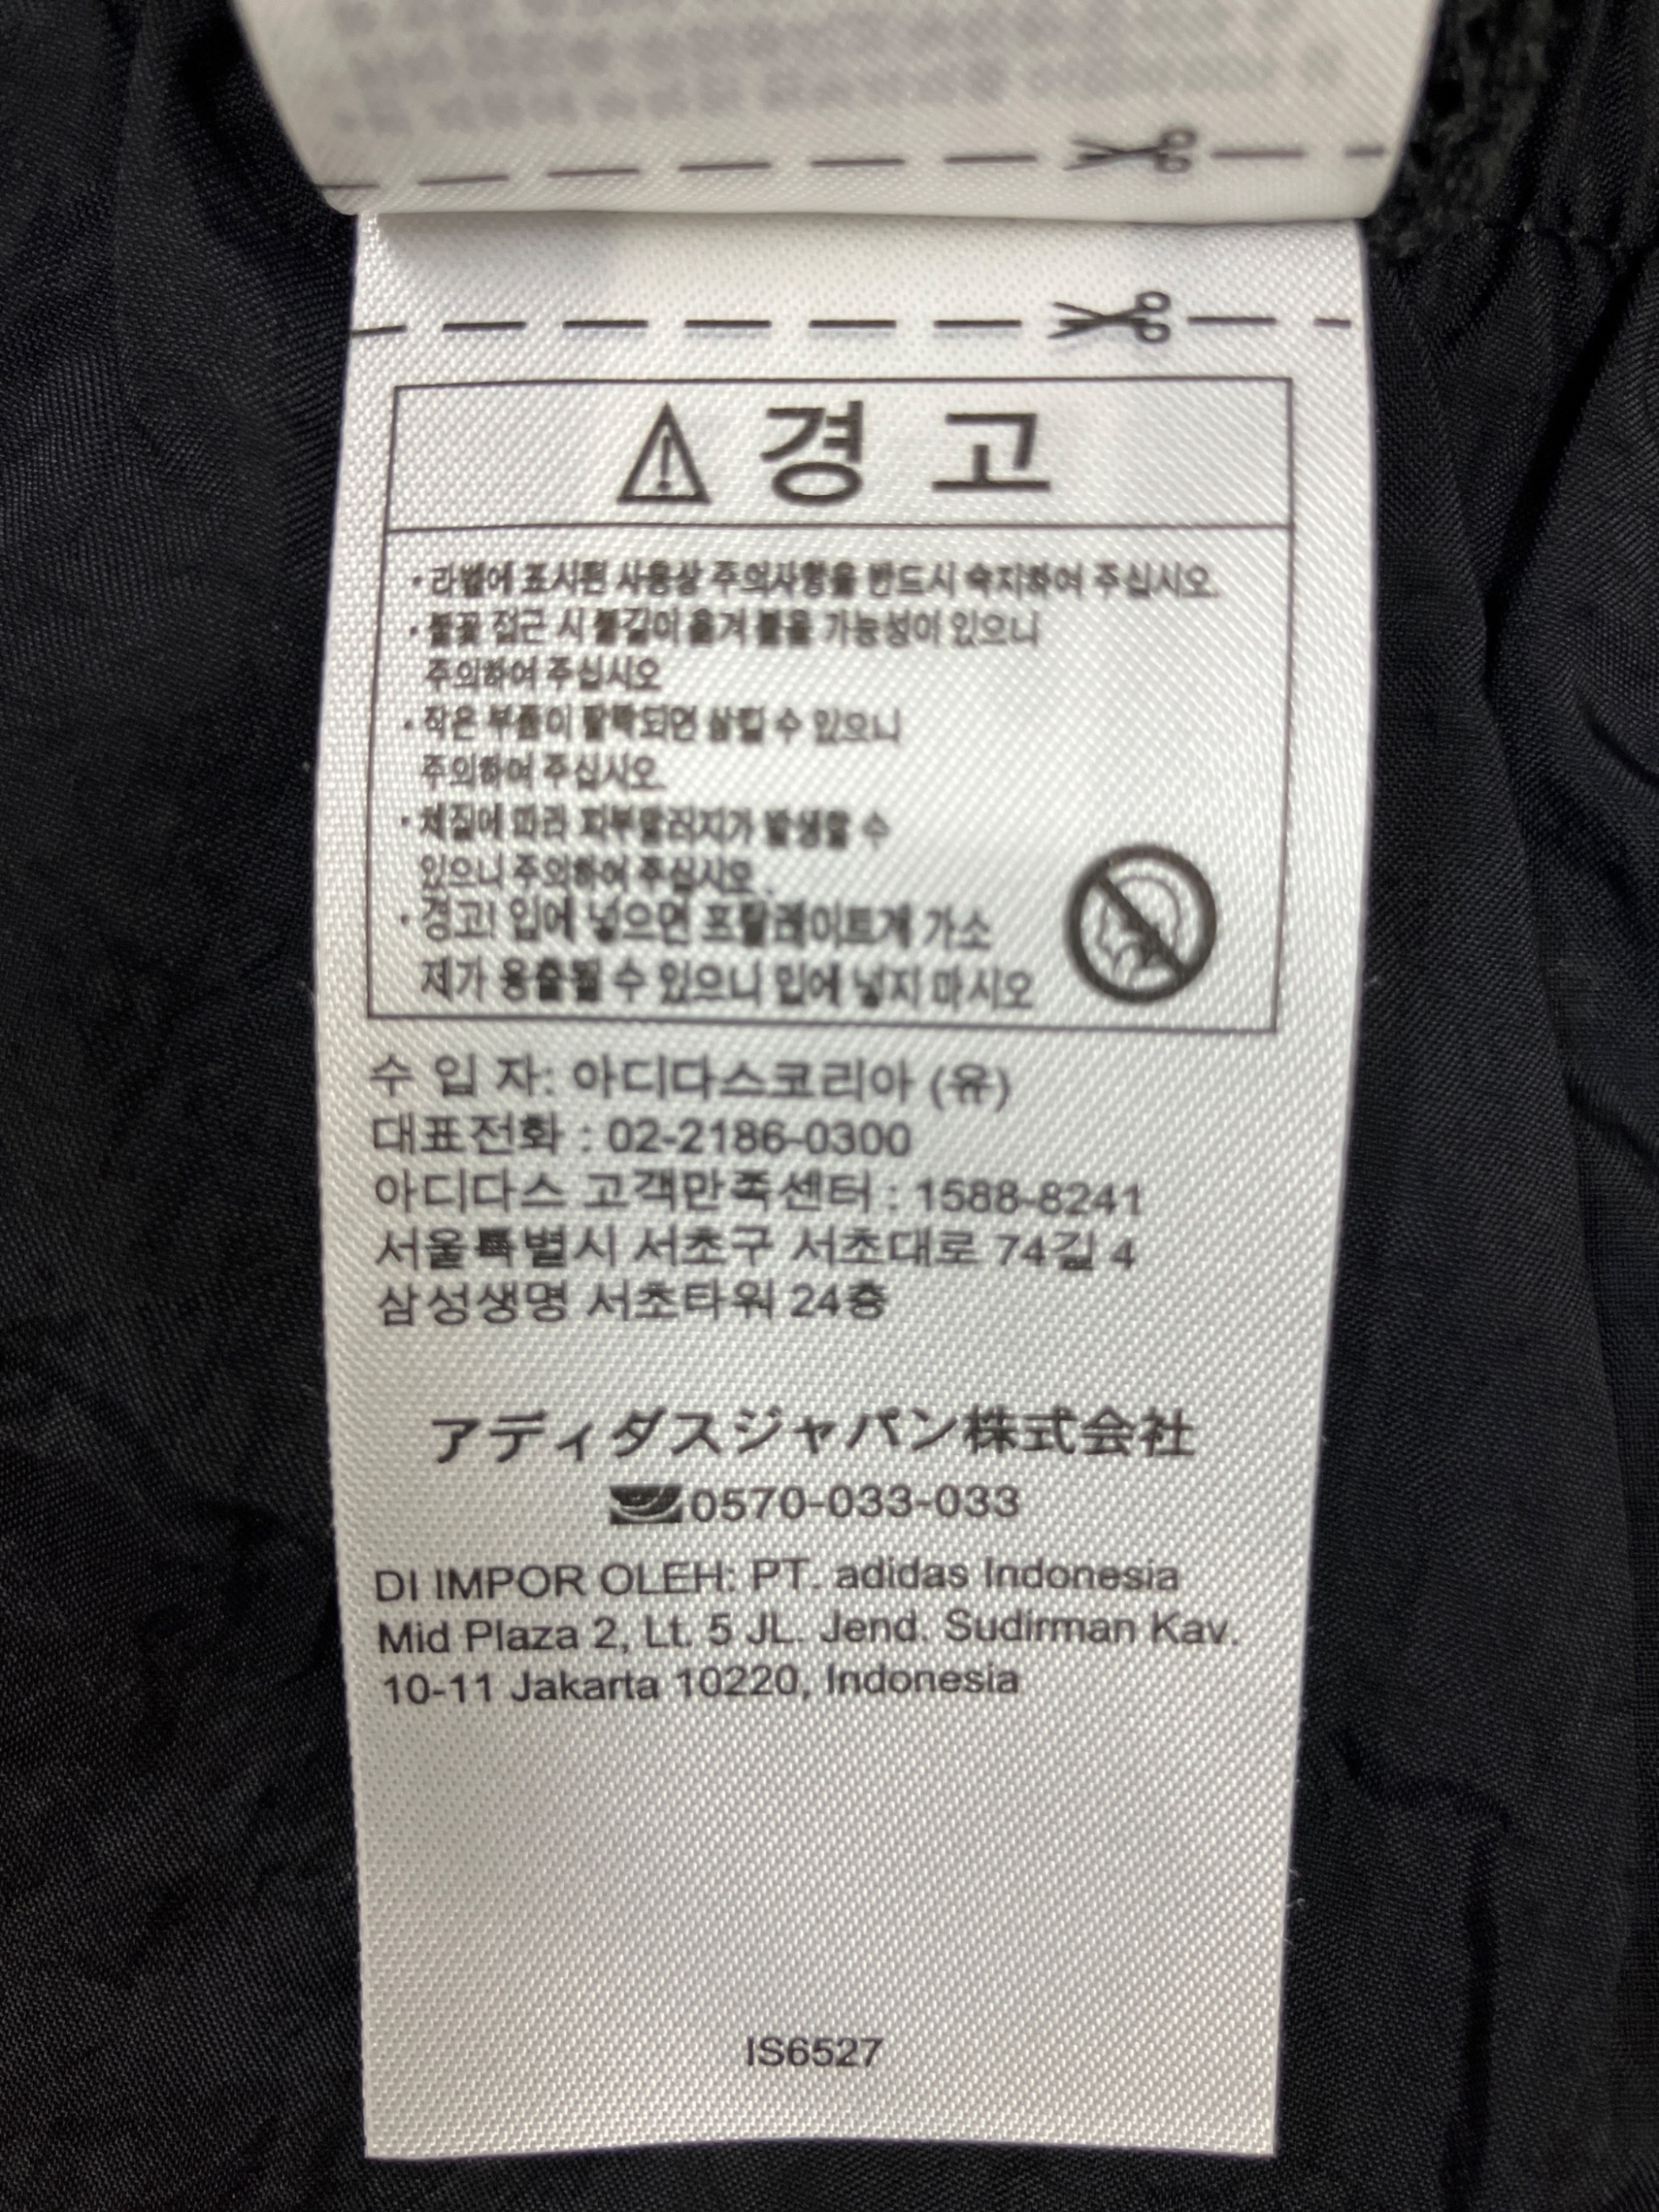 경 고
· 라벨에 표시된 사용상 주의사항을 반드시 숙지하여 주십시오.
· 불꽃 접근 시 불길이 옮겨 붙을 가능성이 있으니
주의하여 주십시오
· 작은 부품이 탈락되면 삼킬 수 있으니
주의하여 주십시오.
· 체질에 따라 피부알러지가 발생할 수
있으니 주의하여 주십시오 .
· 경고! 입에 넣으면 프탈레이트계 가소
제가 용출될 수 있으니 입에 넣지 마시오
수 입 자: 아디다스코리아 (유)
대표전화 : 02-2186-0300
아디다스 고객만족센터 : 1588-8241
서울특별시 서초구 서초대로 74길 4
삼성생명 서초타워 24층
アディダスジャパン株式会社
0570-033-033
DI IMPOR OLEH: PT. adidas Indonesia
Mid Plaza 2, Lt. 5 JL. Jend. Sudirman Kav.
10-11 Jakarta 10220, Indonesia
IS6527